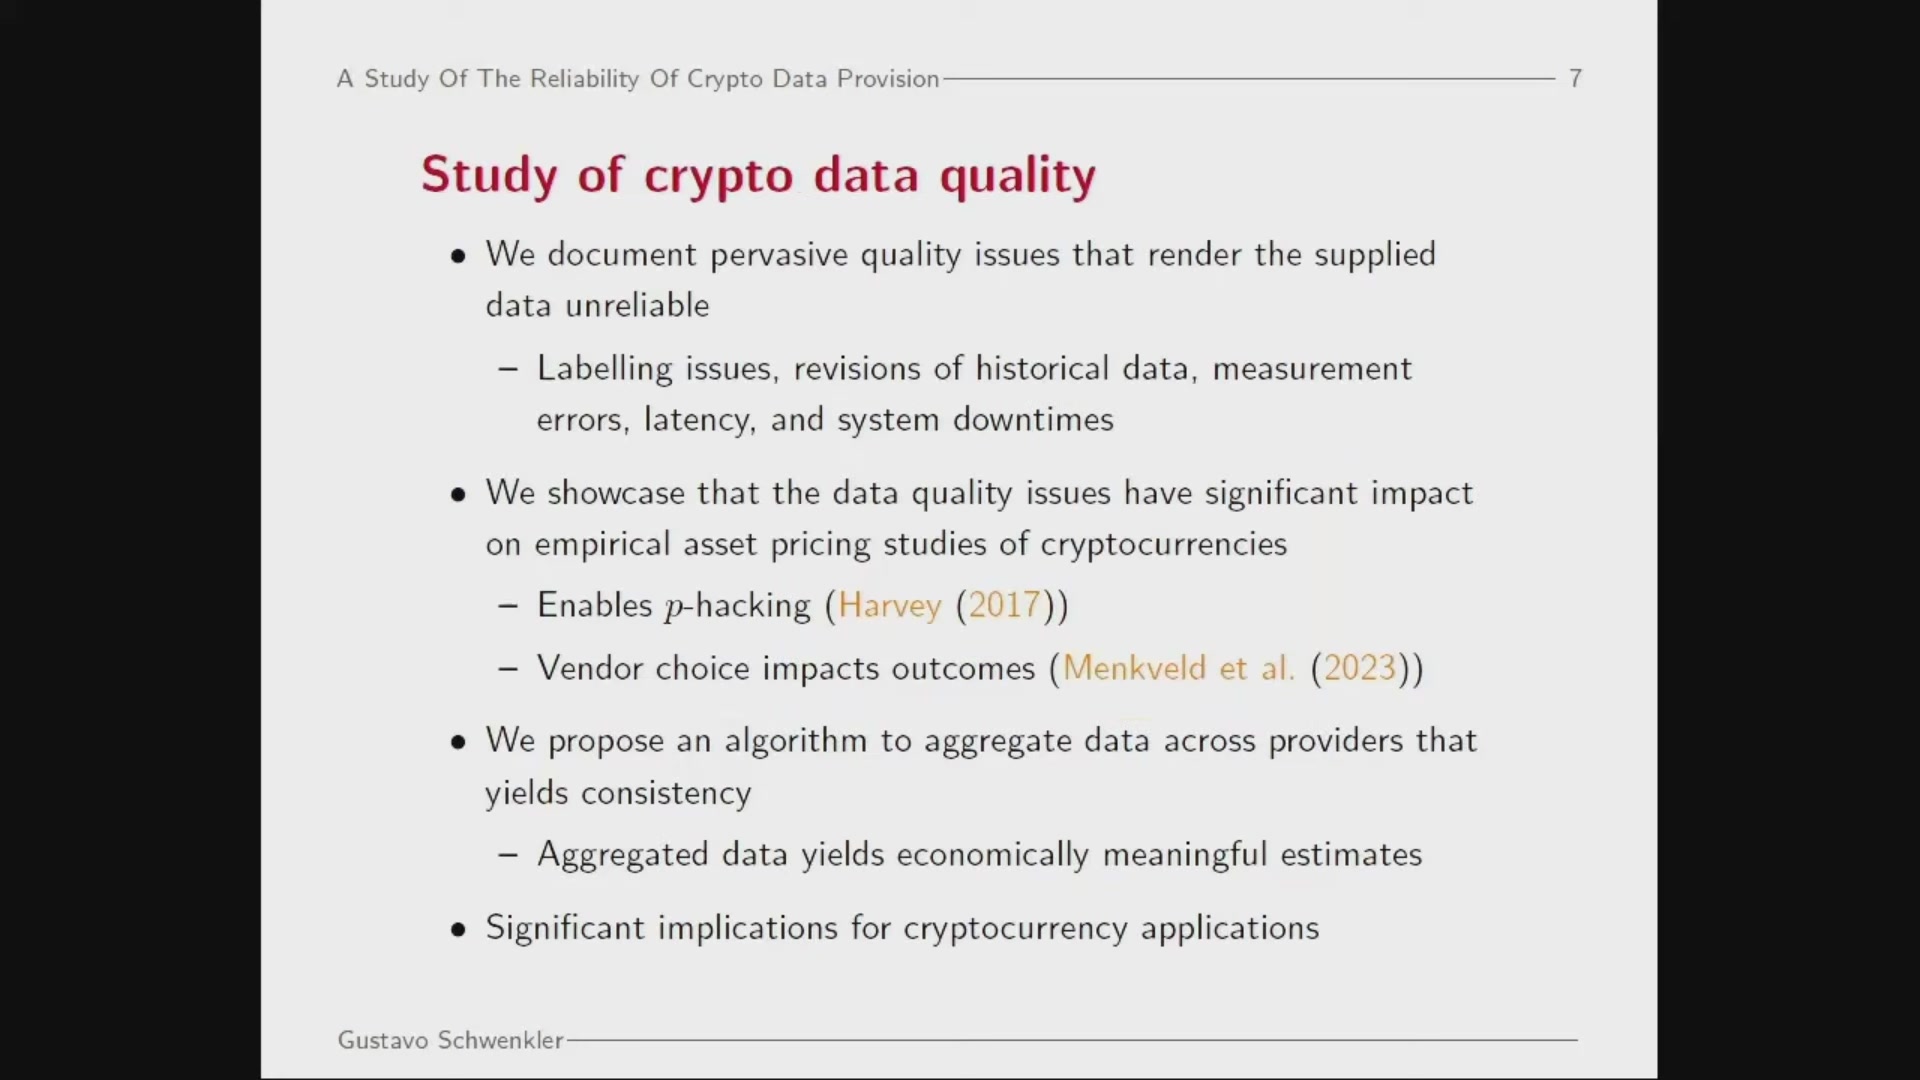 A Study Of The Reliability Of Crypto Data Provision 7
Study of crypto data quality
• We document pervasive quality issues that render the supplied
data unreliable
– Labelling issues, revisions of historical data, measurement
errors, latency, and system downtimes
• We showcase that the data quality issues have significant impact
on empirical asset pricing studies of cryptocurrencies
– Enables p-hacking (Harvey (2017))
– Vendor choice impacts outcomes (Menkveld et al. (2023))
• We propose an algorithm to aggregate data across providers that
yields consistency
– Aggregated data yields economically meaningful estimates
• Significant implications for cryptocurrency applications
Gustavo Schwenkler